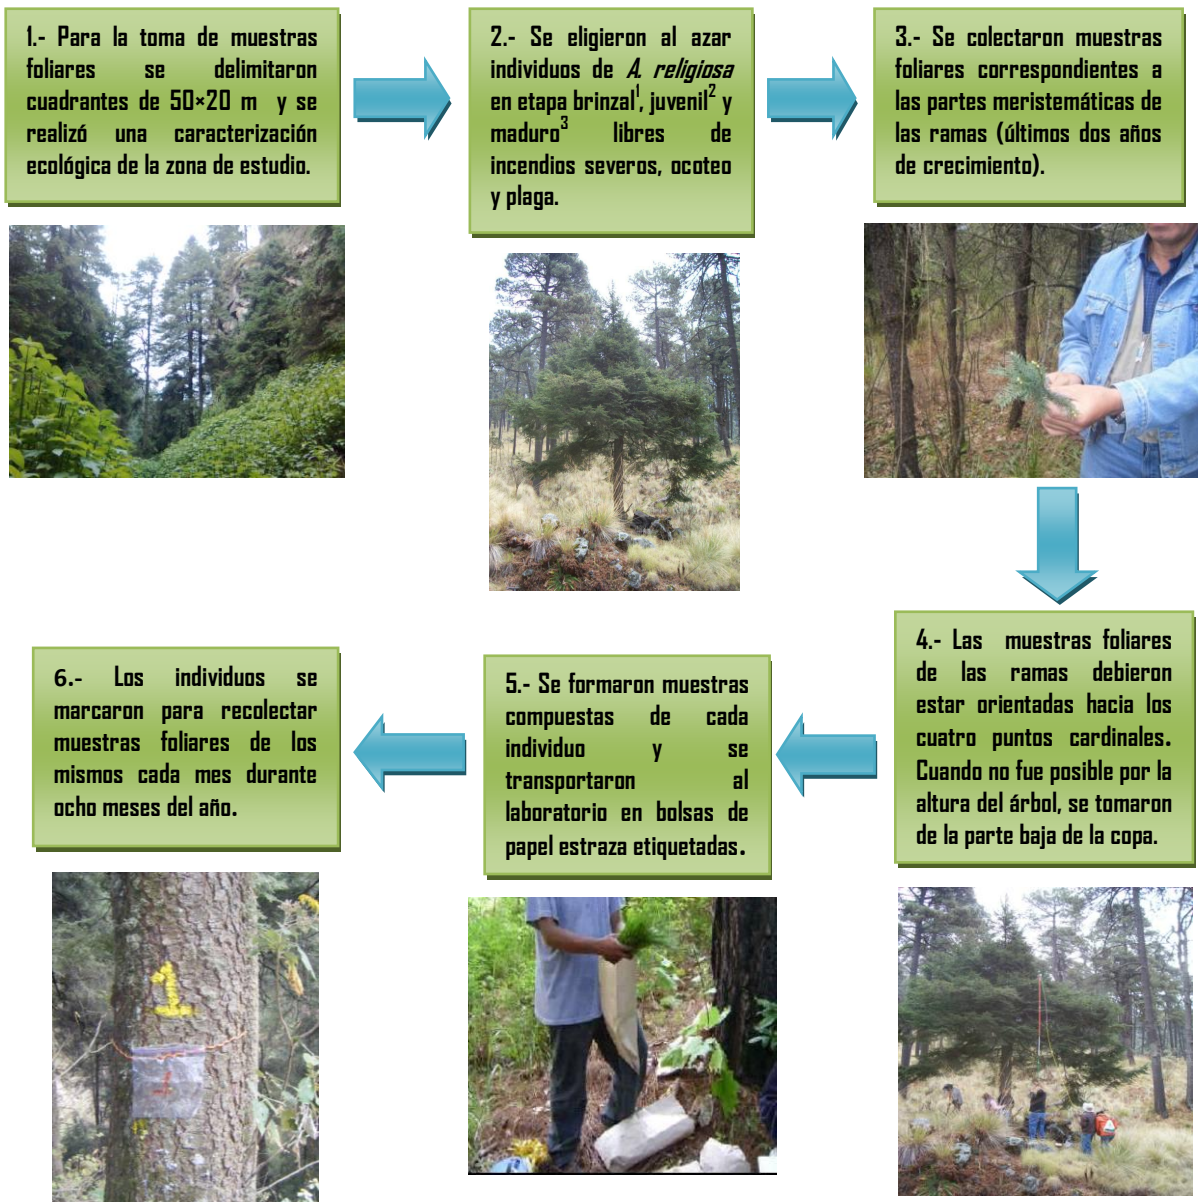 1.- Para la toma de muestras
foliares se delimitaron
cuadrantes de 50×20 m y se
realizó una caracterización
ecológica de la zona de estudio.
2.- Se eligieron al azar
individuos de A. religiosa
en etapa brinzal¹, juvenil² y
maduro³ libres de
incendios severos, ocoteo
y plaga.
3.- Se colectaron muestras
foliares correspondientes a
las partes meristemáticas de
las ramas (últimos dos años
de crecimiento).
4.- Las muestras foliares
de las ramas debieron
estar orientadas hacia los
cuatro puntos cardinales.
Cuando no fue posible por la
altura del árbol, se tomaron
de la parte baja de la copa.
5.- Se formaron muestras
compuestas de cada
individuo y se
transportaron al
laboratorio en bolsas de
papel estraza etiquetadas.
6.- Los individuos se
marcaron para recolectar
muestras foliares de los
mismos cada mes durante
ocho meses del año.
1
1